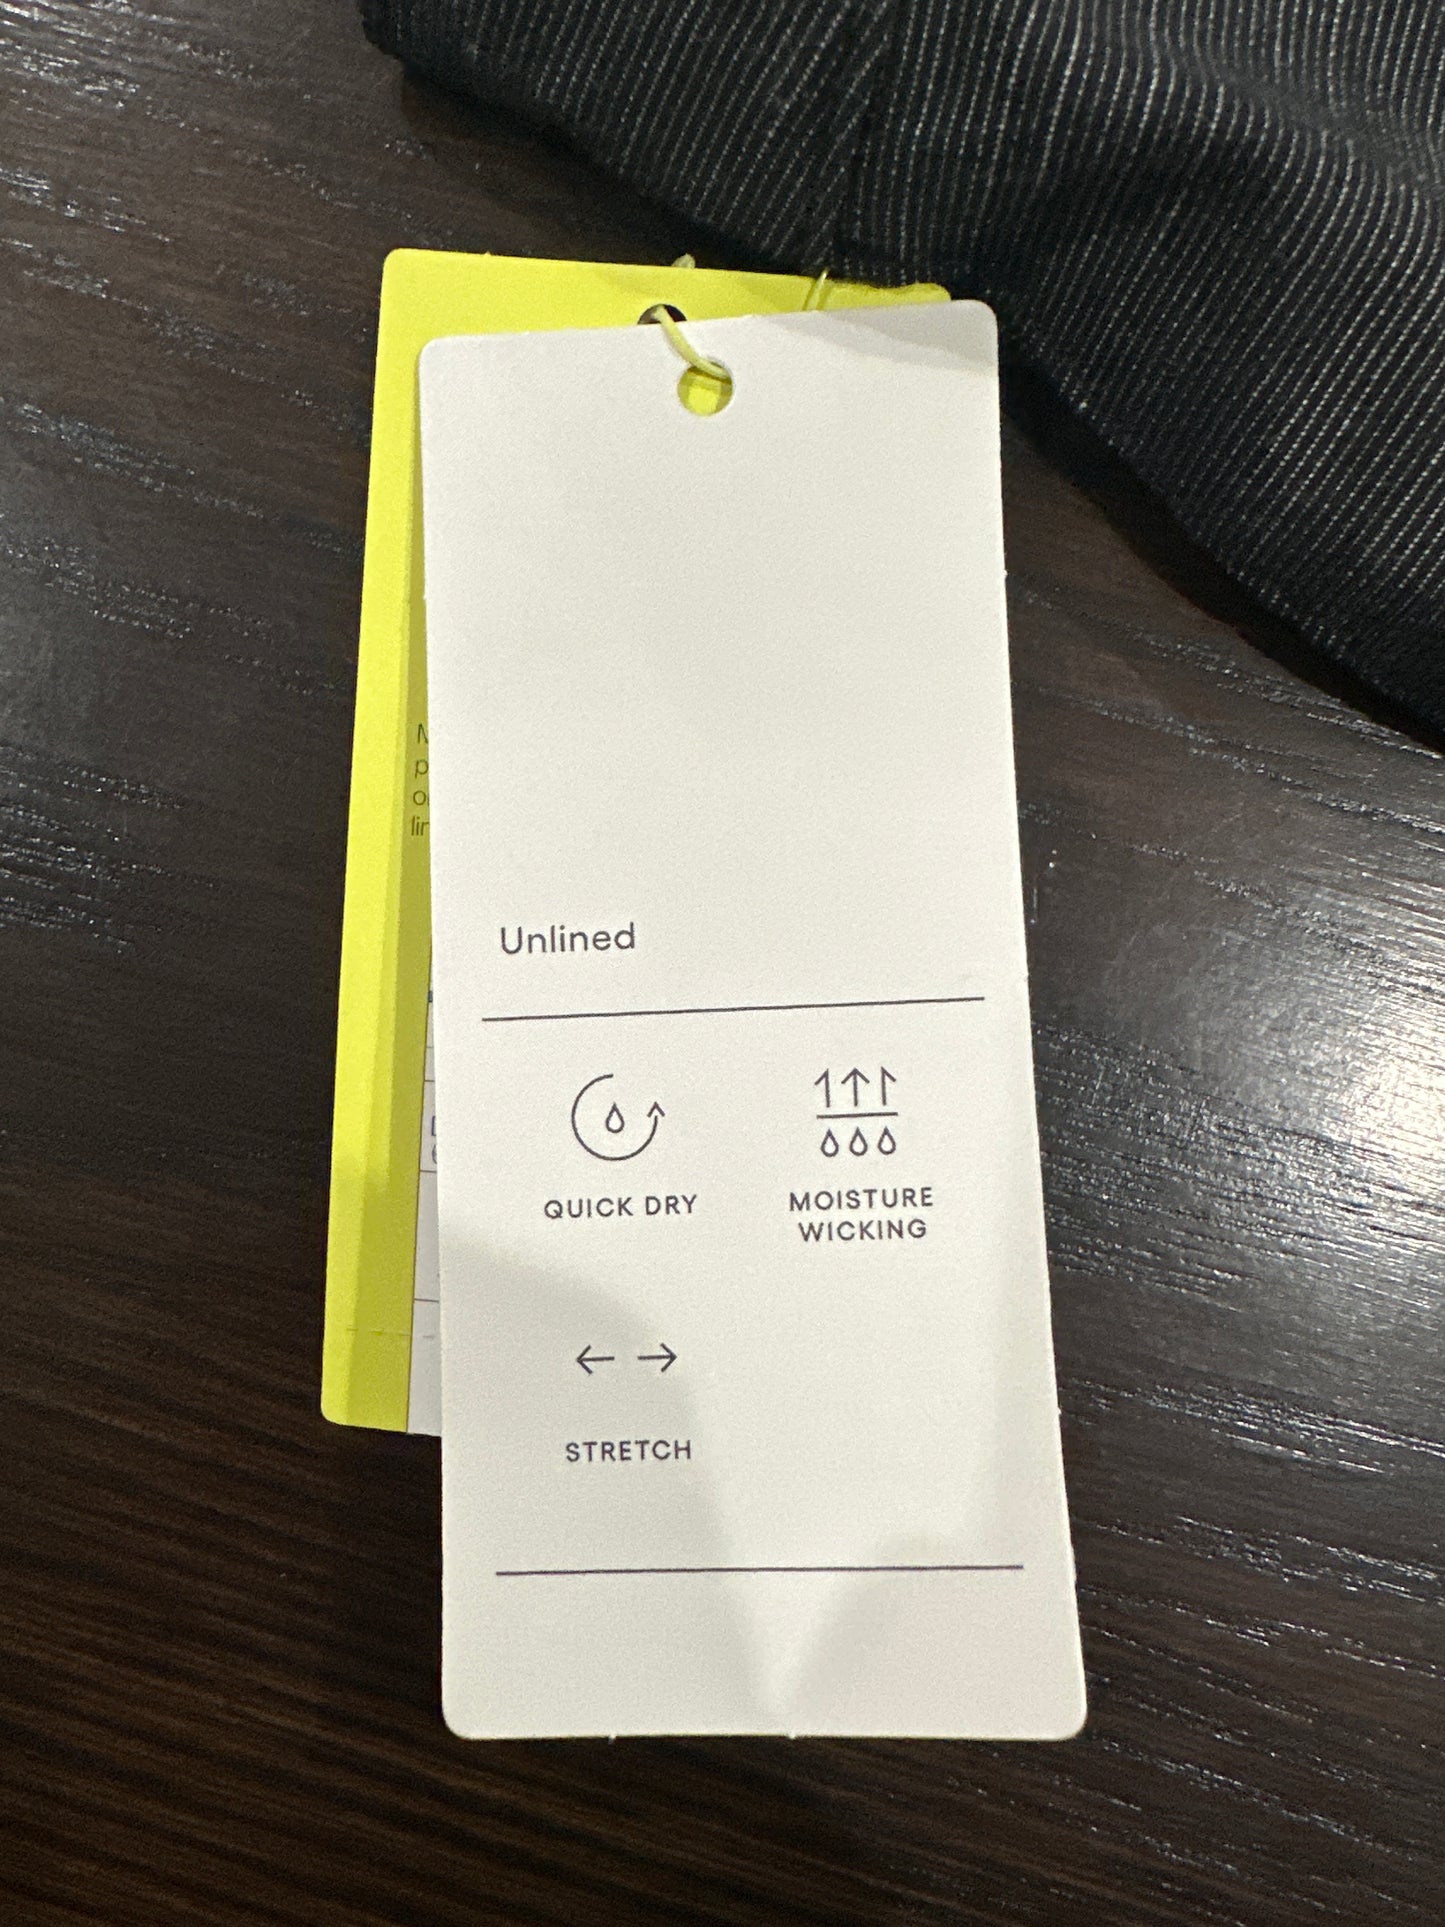 Unlined
QUICK DRY
MOISTURE
WICKING
STRETCH